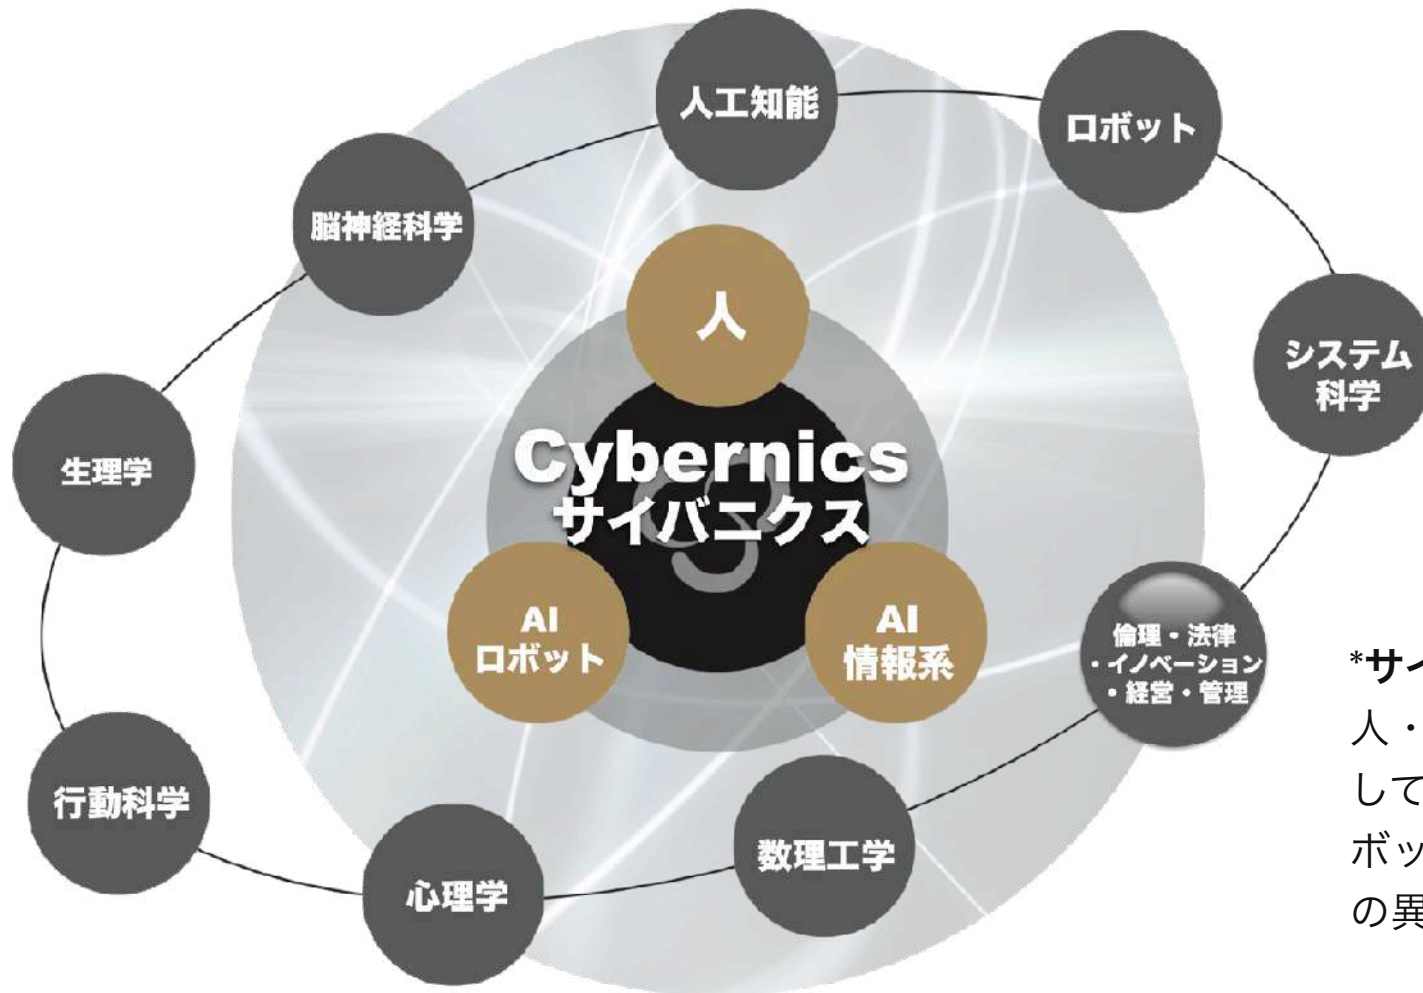 人工知能
ロボット
脳神経科学
人
システム
科学
Cybernics
サイバニクス
生理学
AI
ロボット
AI
情報系
倫理・法律
・イノベーション
・経営・管理
行動科学
心理学
数理工学
*サイ
人・
して
ボッ
の異